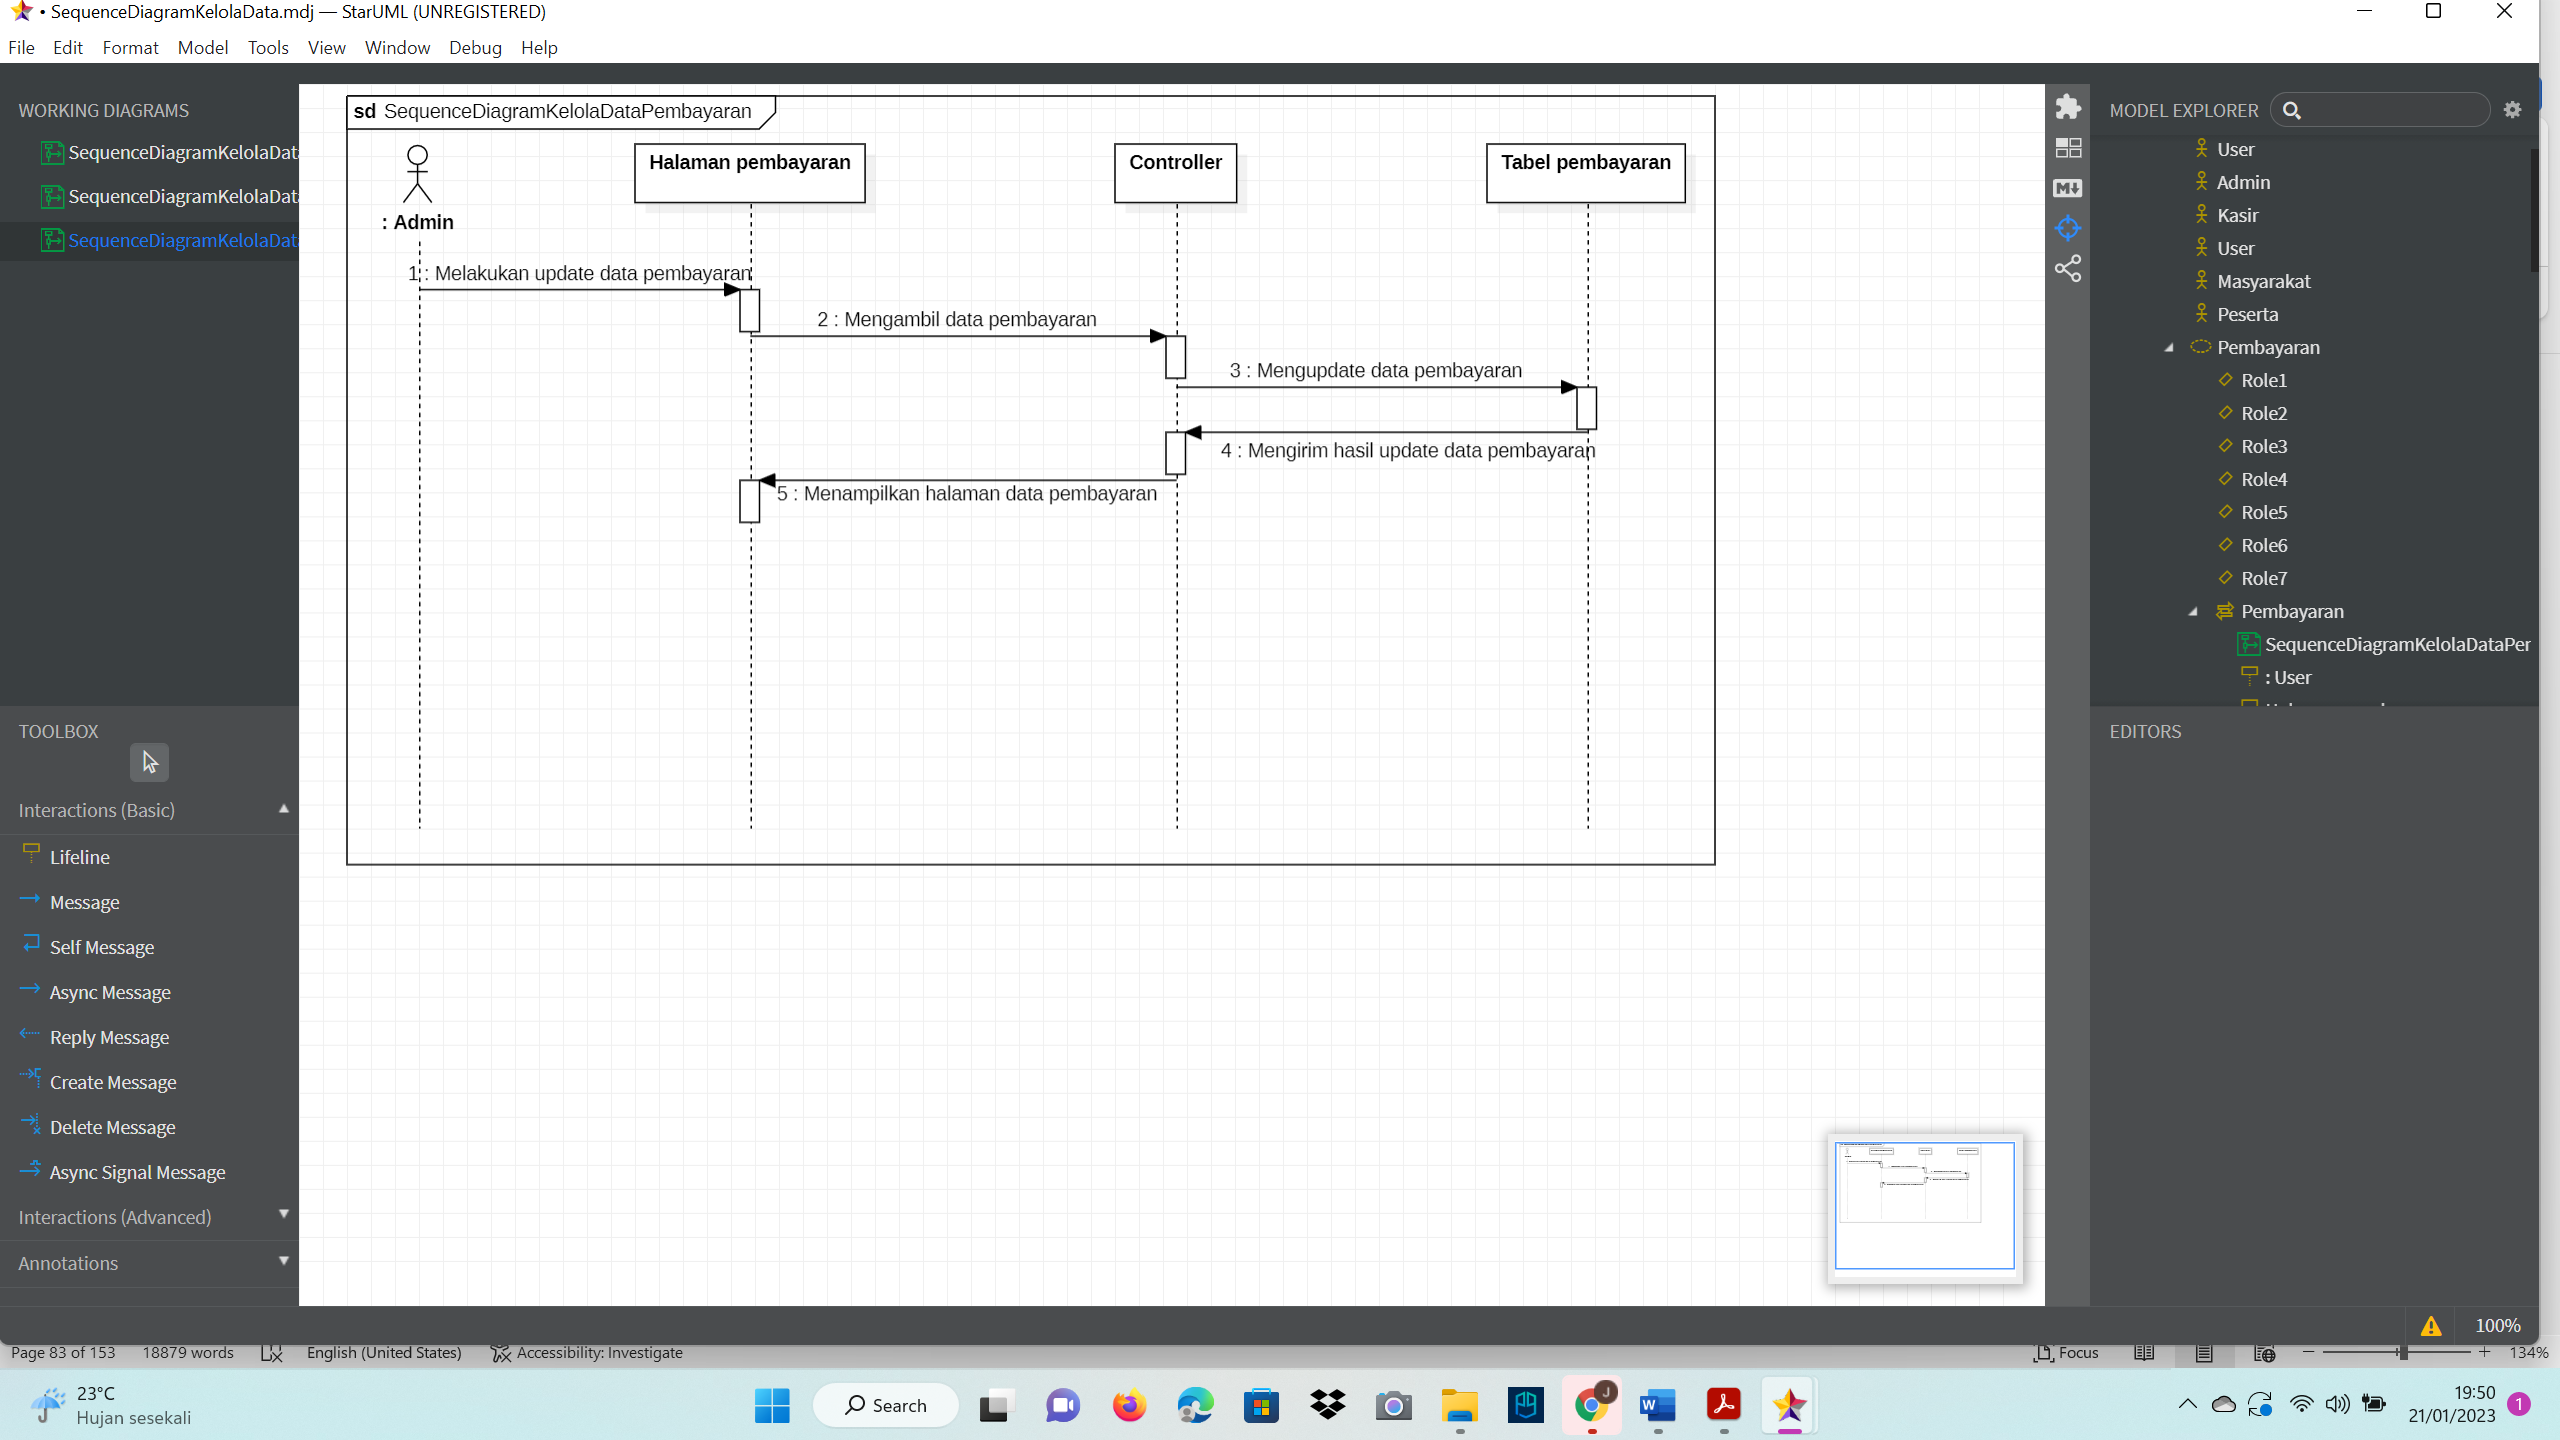 • SequenceDiagramKelolaData.mdj — StarUML (UNREGISTERED)
File Edit Format Model Tools View Window Debug Help
WORKING DIAGRAMS
SequenceDiagramKelolaDat
SequenceDiagramKelolaDat
SequenceDiagramKelolaDat
TOOLBOX
Interactions (Basic)
Lifeline
Message
Self Message
Async Message
Reply Message
Create Message
Delete Message
Async Signal Message
Interactions (Advanced)
Annotations
sd SequenceDiagramKelolaDataPembayaran
Halaman pembayaran
Controller
Tabel pembayaran
: Admin
1 : Melakukan update data pembayaran
2 : Mengambil data pembayaran
3 : Mengupdate data pembayaran
4 : Mengirim hasil update data pembayaran
5 : Menampilkan halaman data pembayaran
MODEL EXPLORER
User
Admin
Kasir
User
Masyarakat
Peserta
Pembayaran
Role1
Role2
Role3
Role4
Role5
Role6
Role7
Pembayaran
SequenceDiagramKelolaDataPer
: User
EDITORS
100%
Page 83 of 153 18879 words English (United States) Accessibility: Investigate Focus 134%
23°C
Hujan sesekali
Search
19:50
21/01/2023
1